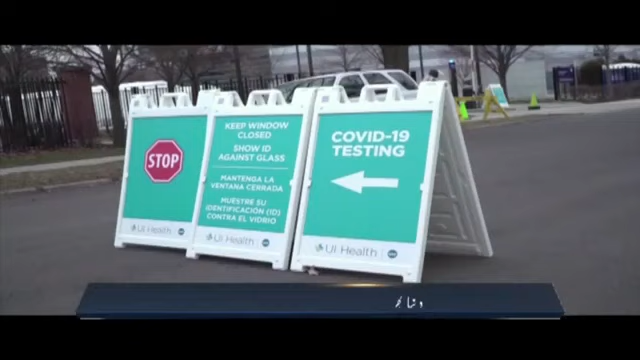 STOP
UI Health
KEEP WINDOW
CLOSED
SHOW ID
AGAINST GLASS
MANTENGA LA
VENTANA CERRADA
MUESTRE SU
IDENTIFICACIÓN (ID)
CONTRA EL VIDRIO
UI Health
COVID-19
TESTING
UI Health